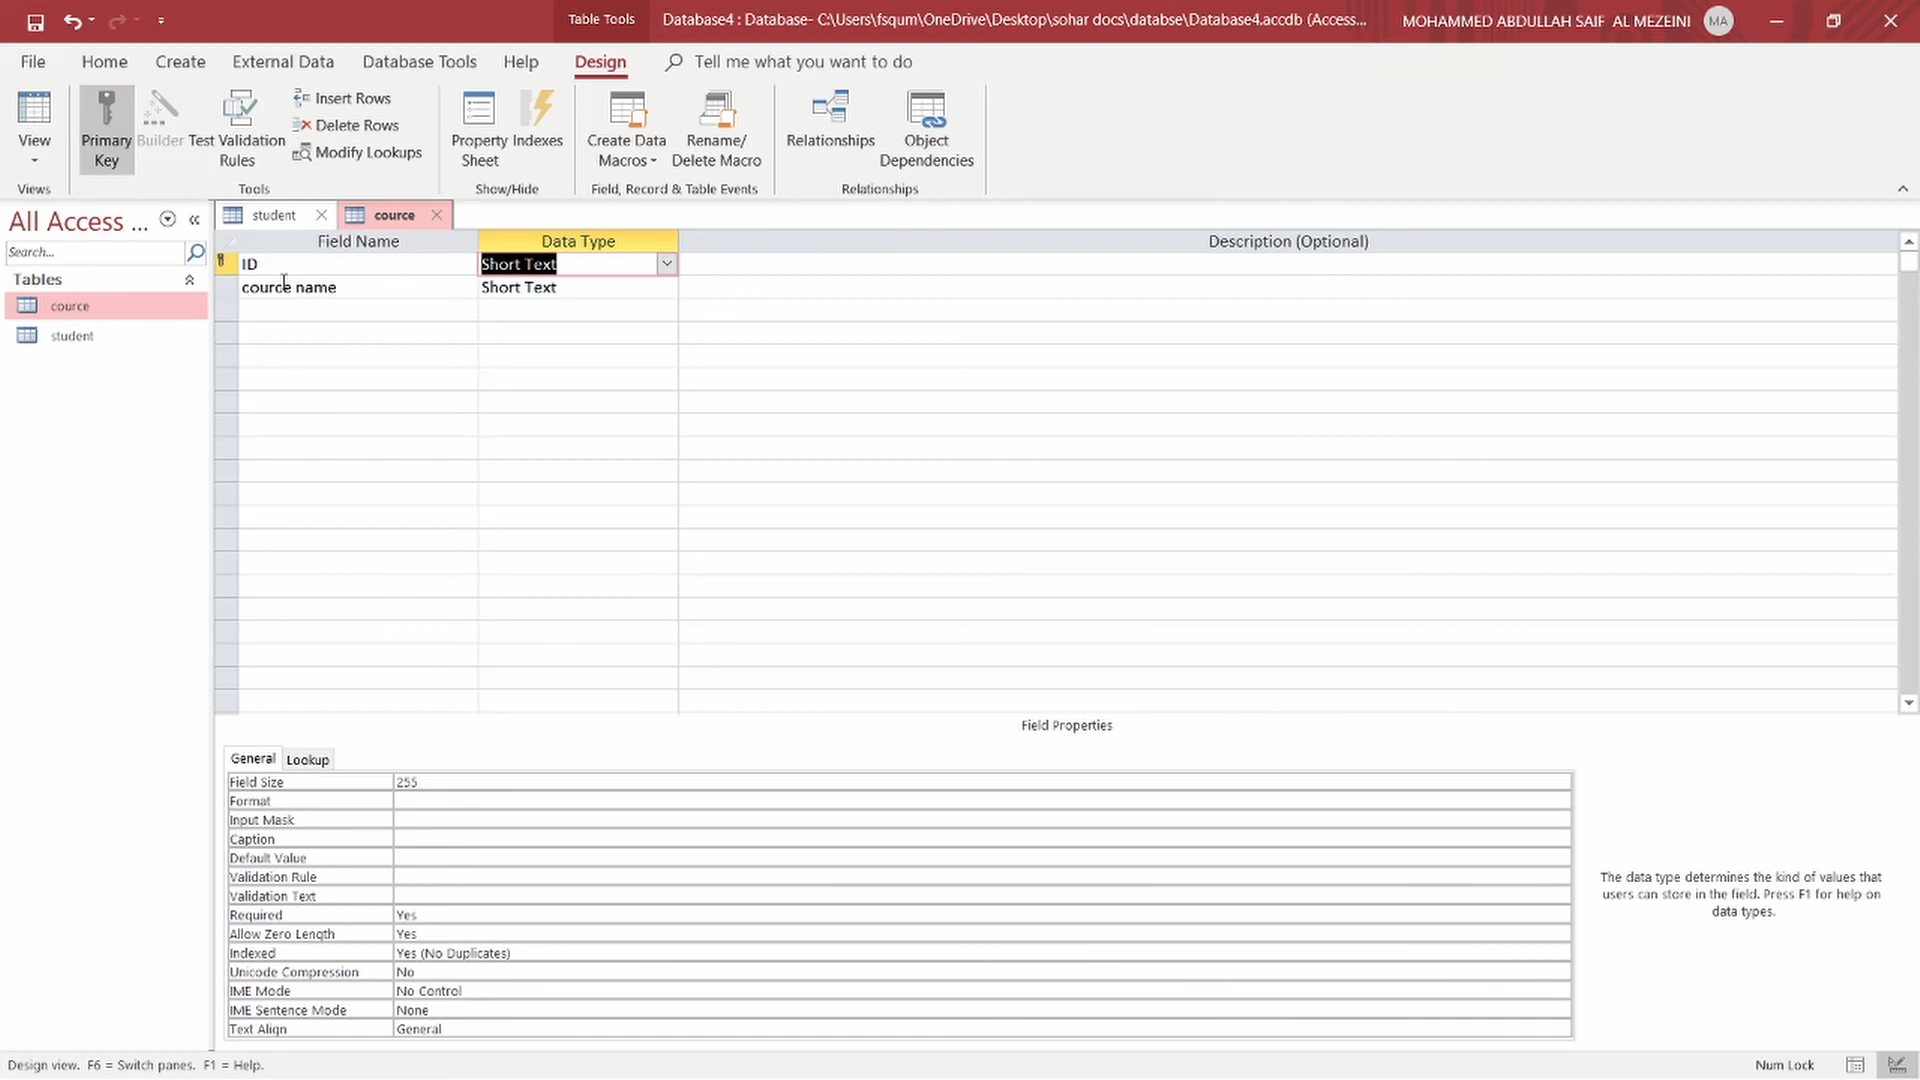 Table Tools
Database4 : Database- C:\Users\fsqum\OneDrive\Desktop\sohar docs\databse\Database4.accdb (Access...
MOHAMMED ABDULLAH SAIF AL MEZEINI
MA
File
Home
Create
External Data
Database Tools
Help
Design
Tell me what you want to do
View
Primary Key
Builder
Test Validation Rules
Insert Rows
Delete Rows
Modify Lookups
Property Sheet
Indexes
Create Data Macros
Rename/ Delete Macro
Relationships
Object Dependencies
Views
Tools
Show/Hide
Field, Record & Table Events
Relationships
All Access ...
Search...
Tables
cource
student
student
cource
Field Name
Data Type
Description (Optional)
ID
Short Text
cource name
Short Text
Field Properties
General
Lookup
Field Size
255
Format
Input Mask
Caption
Default Value
Validation Rule
Validation Text
Required
Yes
Allow Zero Length
Yes
Indexed
Yes (No Duplicates)
Unicode Compression
No
IME Mode
No Control
IME Sentence Mode
None
Text Align
General
The data type determines the kind of values that
users can store in the field. Press F1 for help on
data types.
Design view. F6 = Switch panes. F1 = Help.
Num Lock